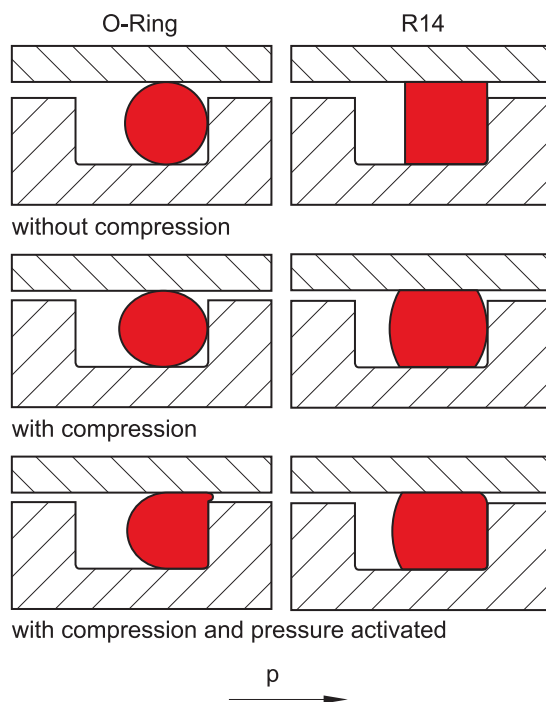 O-Ring R14
without compression
with compression
with compression and pressure activated
p